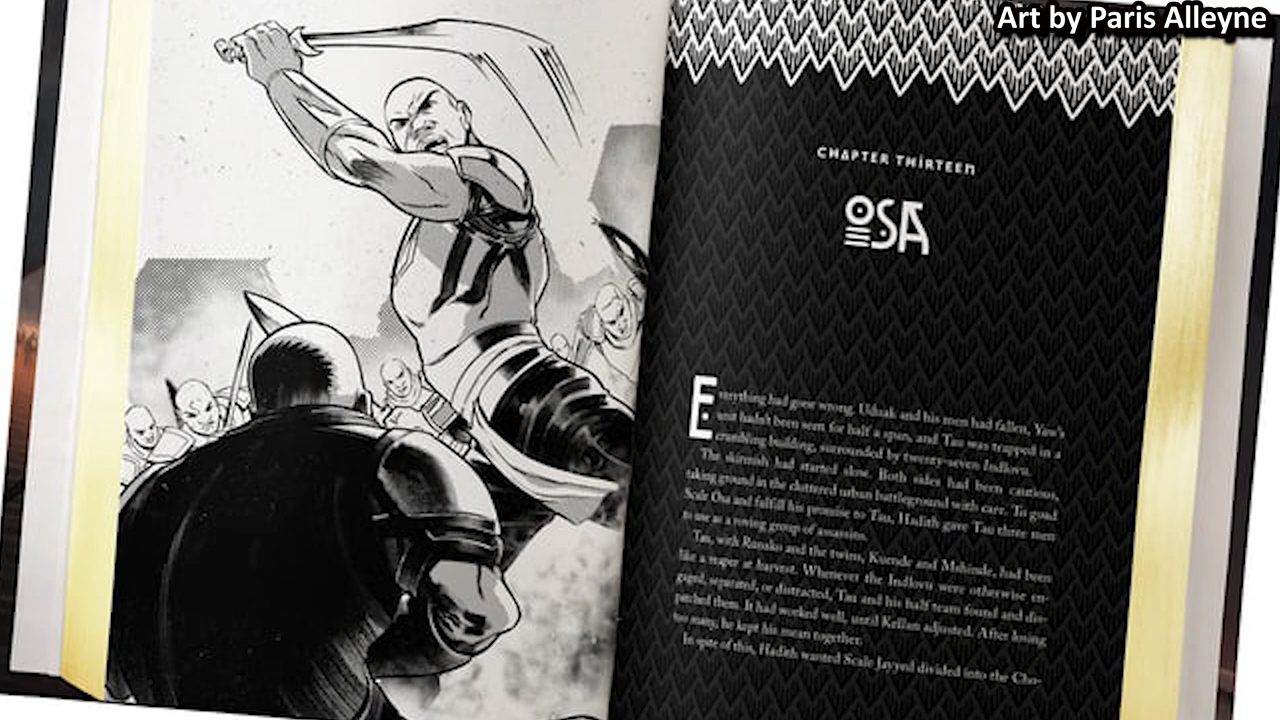 Art by Paris Alleyne
CHAPTER THIRTEEN
OSA
Everything had gone wrong. Uduak and his men had fallen, Yaw's
unit hadn't been seen for half a span, and Tau was trapped in a
crumbling building, surrounded by twenty-seven Indlovu.
The skirmish had started slow. Both sides had been cautious,
taking ground in the cluttered urban battleground with care. To goad
Scale Osa and fulfill his promise to Tau, Hadith gave Tau three men
to use as a roving group of assassins.
Tau, with Runako and the twins, Kuende and Mshindi, had been
like a reaper at harvest. Whenever the Indlovu were otherwise en-
gaged, separated, or distracted, Tau and his half team found and dis-
patched them. It had worked well, until Kellan adjusted. After losing
too many, he kept his men together.
In spite of this, Hadith wanted Scale Jayyed divided into the Cho-